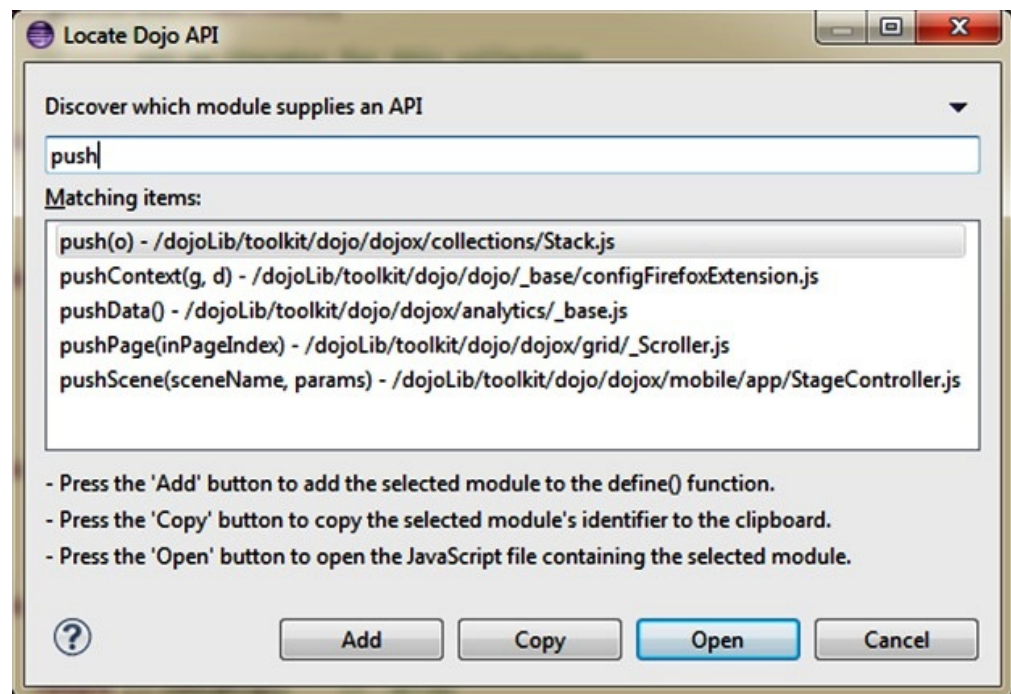 Locate Dojo API
Discover which module supplies an API
push
Matching items:
push(o) - /dojoLib/toolkit/dojo/dojox/collections/Stack.js
pushContext(g, d) - /dojoLib/toolkit/dojo/dojo/_base/configFirefoxExtension.js
pushData() - /dojoLib/toolkit/dojo/dojox/analytics/_base.js
pushPage(inPageIndex) - /dojoLib/toolkit/dojo/dojox/grid/_Scroller.js
pushScene(sceneName, params) - /dojoLib/toolkit/dojo/dojox/mobile/app/StageController.js
- Press the 'Add' button to add the selected module to the define() function.
- Press the 'Copy' button to copy the selected module's identifier to the clipboard.
- Press the 'Open' button to open the JavaScript file containing the selected module.
? Add Copy Open Cancel